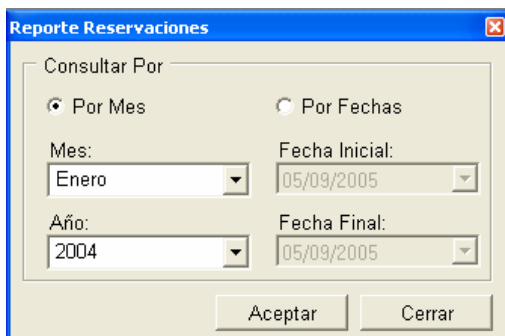 Reporte Reservaciones
Consultar Por
Por Mes
Por Fechas
Mes:
Fecha Inicial:
Enero
05/09/2005
Año:
Fecha Final:
2004
05/09/2005
Aceptar
Cerrar